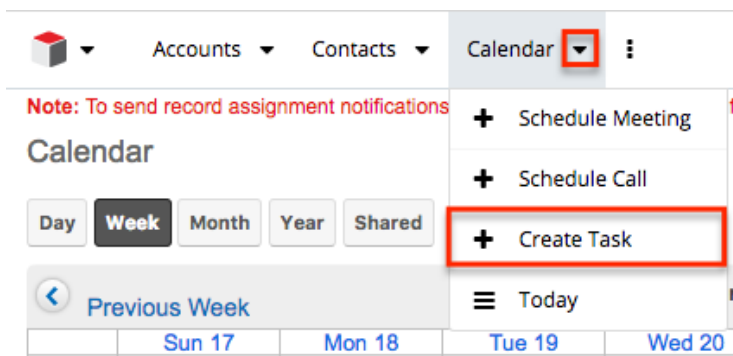 Accounts Contacts Calendar
Note: To send record assignment notifications
Schedule Meeting
Calendar
Schedule Call
Day Week Month Year Shared
Create Task
Today
Previous Week
Sun 17 Mon 18 Tue 19 Wed 20